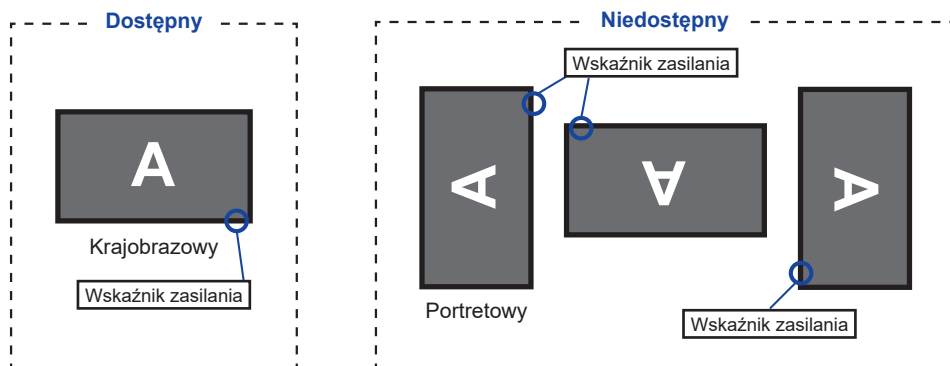 Dostępny
A
Krajobrazowy
Wskaźnik zasilania
Niedostępny
Wskaźnik zasilania
A
A
A
Portretowy
Wskaźnik zasilania